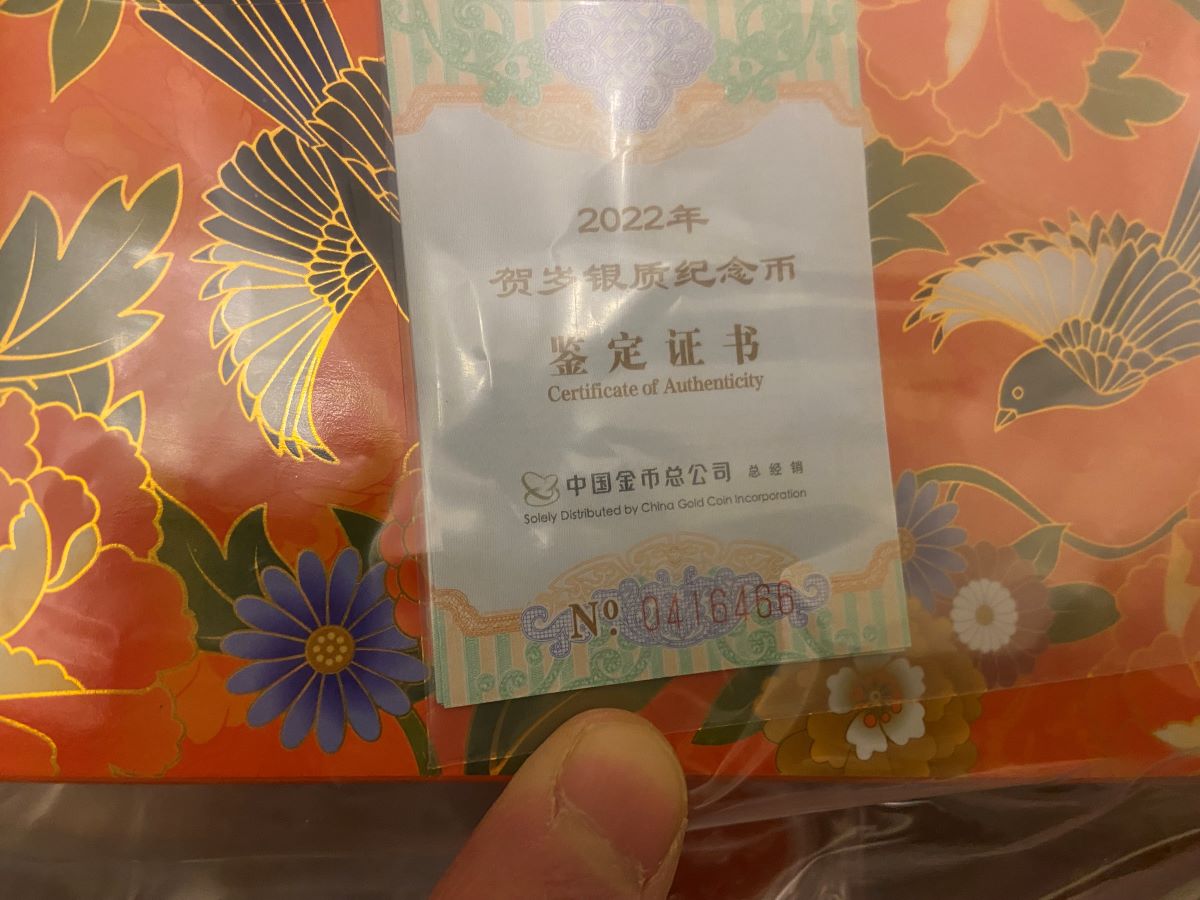 2022年
贺岁银质纪念币
鉴定证书
Certificate of Authenticity
中国金币总公司 总经销
Solely Distributed by China Gold Coin Incorporation
Nº. 0416466